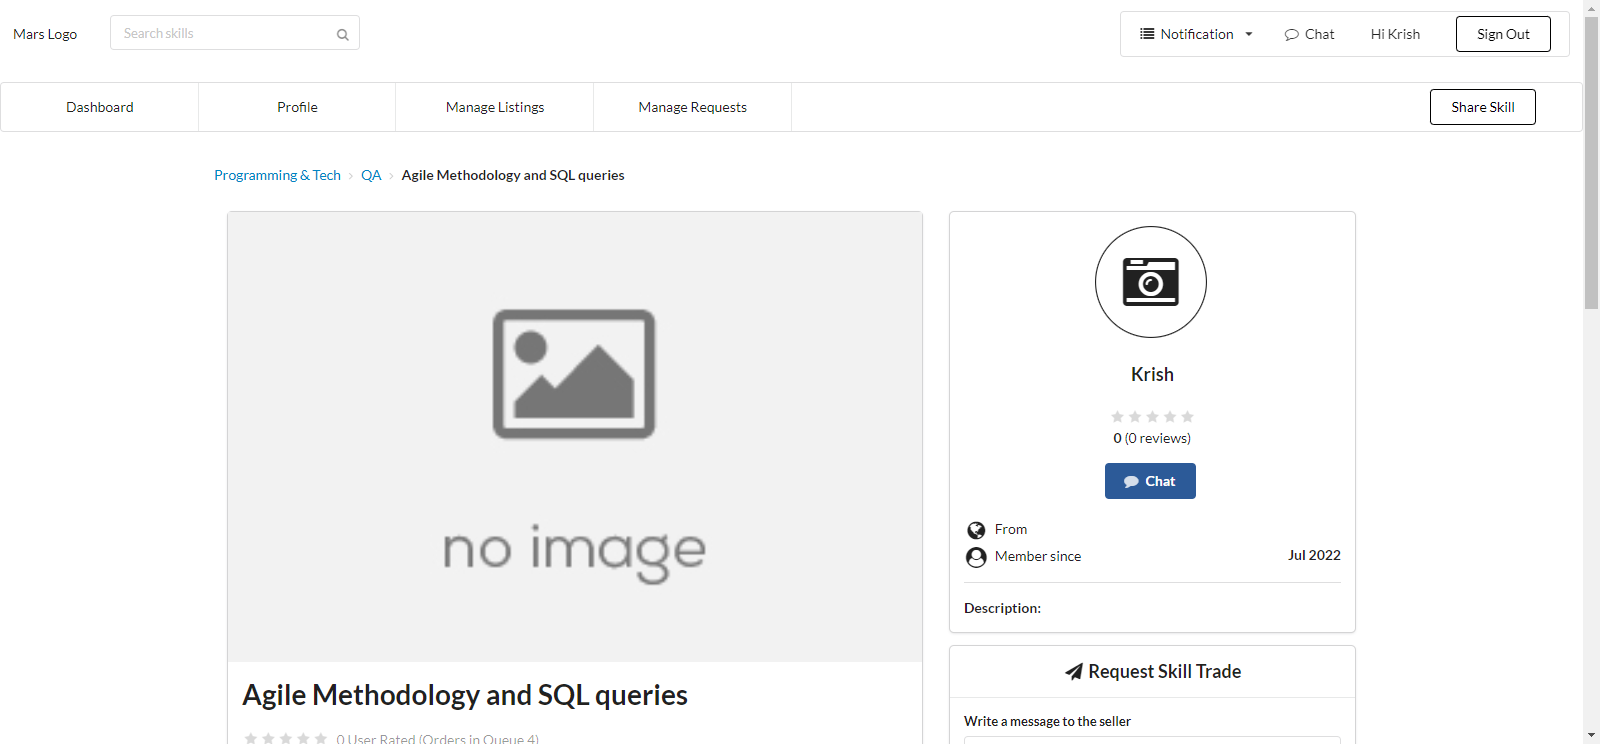 Mars Logo
Search skills
Notification
Chat
Hi Krish
Sign Out
Dashboard
Profile
Manage Listings
Manage Requests
Share Skill
Programming & Tech › QA › Agile Methodology and SQL queries
no image
Agile Methodology and SQL queries
0 User Rated (Orders in Queue 4)
Krish
0 (0 reviews)
Chat
From
Member since Jul 2022
Description:
Request Skill Trade
Write a message to the seller